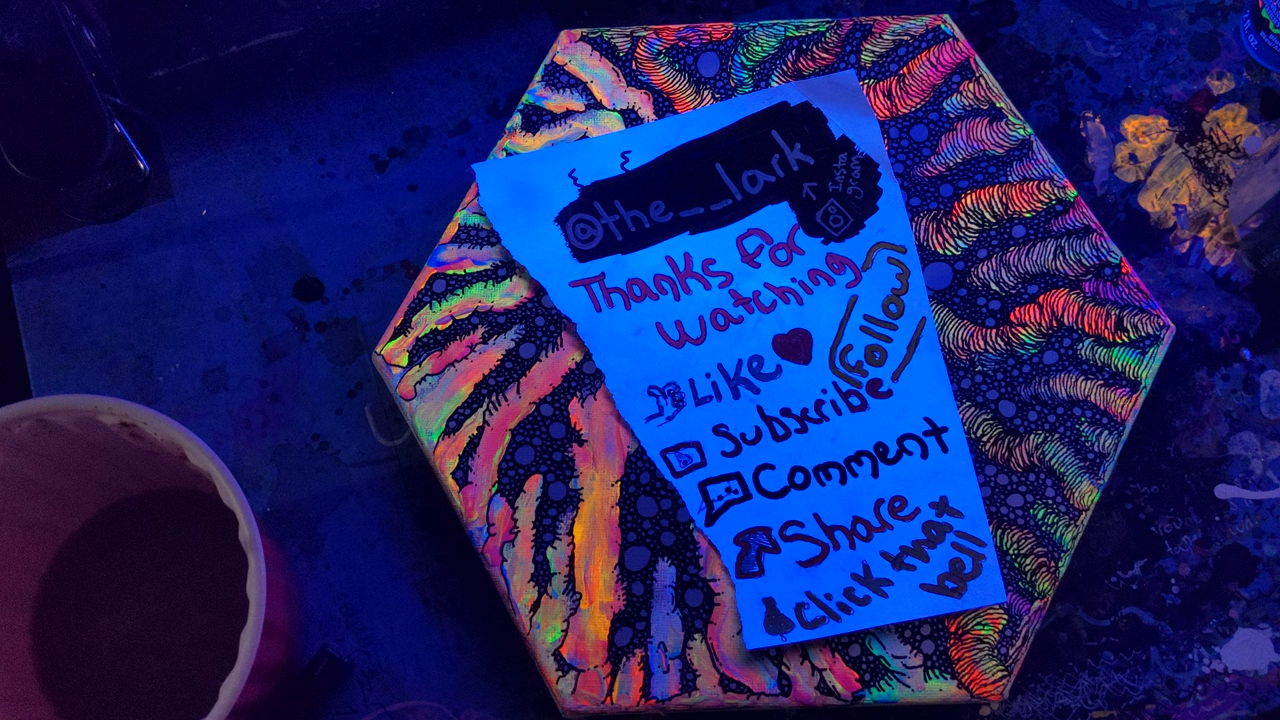 @the__lark
Insta
gram
Thanks for
watching
Follow
Like
Subscribe
Comment
Share
Click that
bell